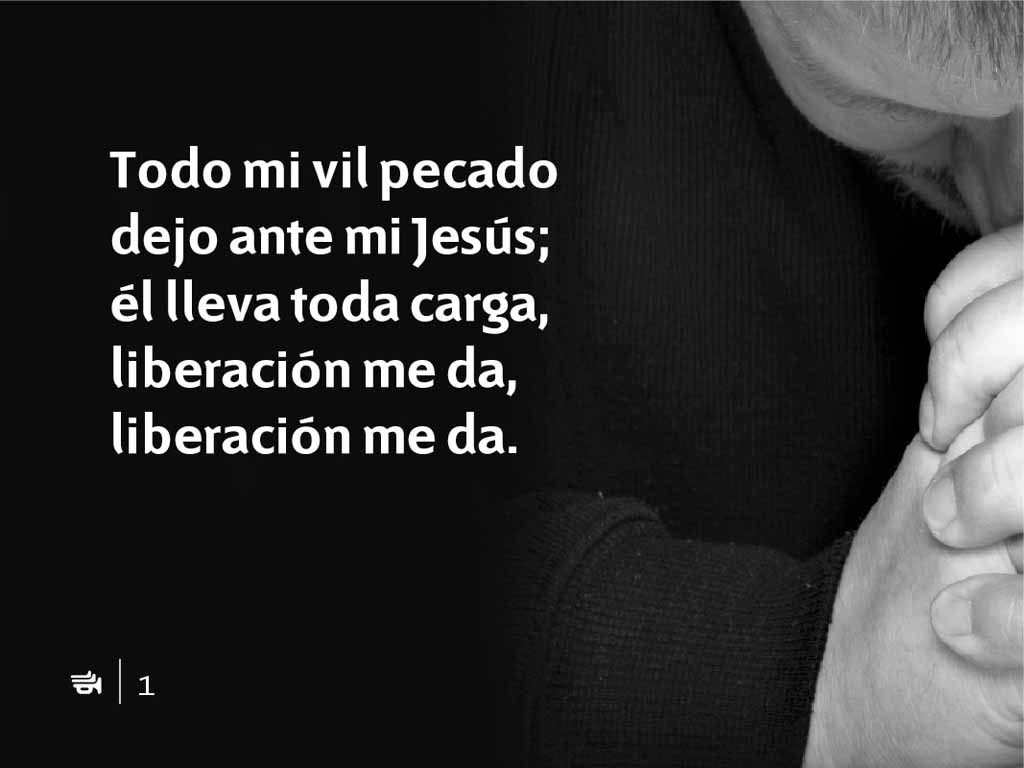 Todo mi vil pecado
dejo ante mi Jesús;
él lleva toda carga,
liberación me da,
liberación me da.
1